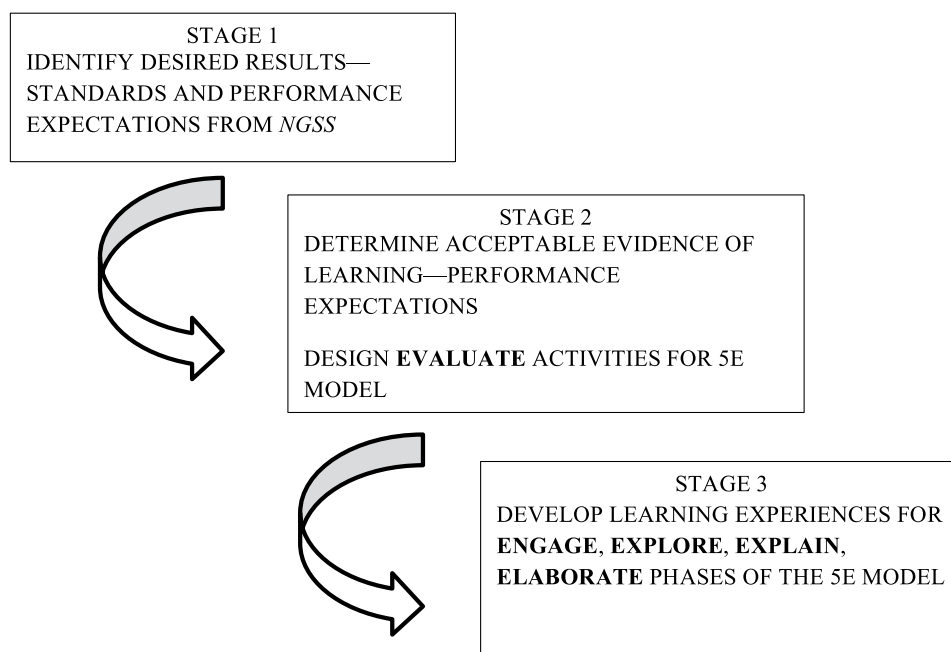 STAGE 1
IDENTIFY DESIRED RESULTS—
STANDARDS AND PERFORMANCE
EXPECTATIONS FROM NGSS
STAGE 2
DETERMINE ACCEPTABLE EVIDENCE OF
LEARNING—PERFORMANCE
EXPECTATIONS
DESIGN EVALUATE ACTIVITIES FOR 5E
MODEL
STAGE 3
DEVELOP LEARNING EXPERIENCES FOR
ENGAGE, EXPLORE, EXPLAIN,
ELABORATE PHASES OF THE 5E MODEL